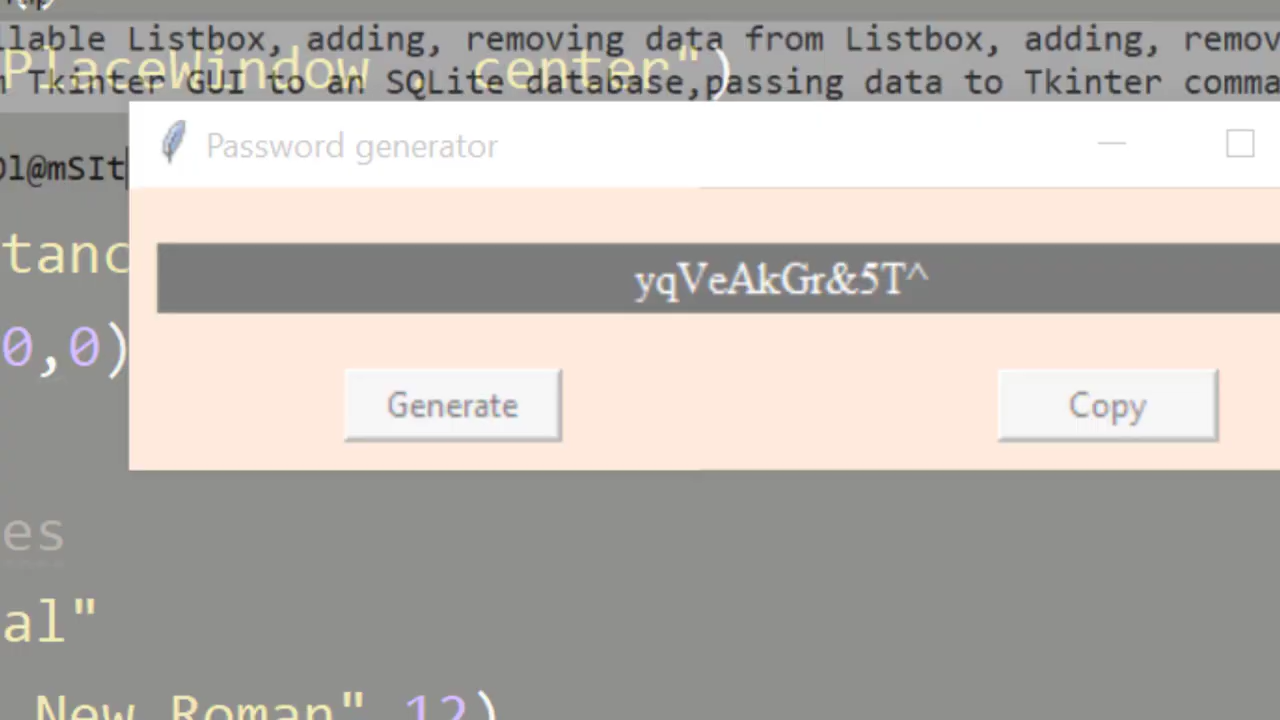 llable Listbox, adding, removing data from Listbox, adding, remov
PlaceWindow . center")
Tkinter GUI to an SQLite database,passing data to Tkinter comma
Password generator
l@mSIt
yqVeAkGr&5T^
tanc
0,0)
Generate
Copy
es
al"
New Roman" 12)